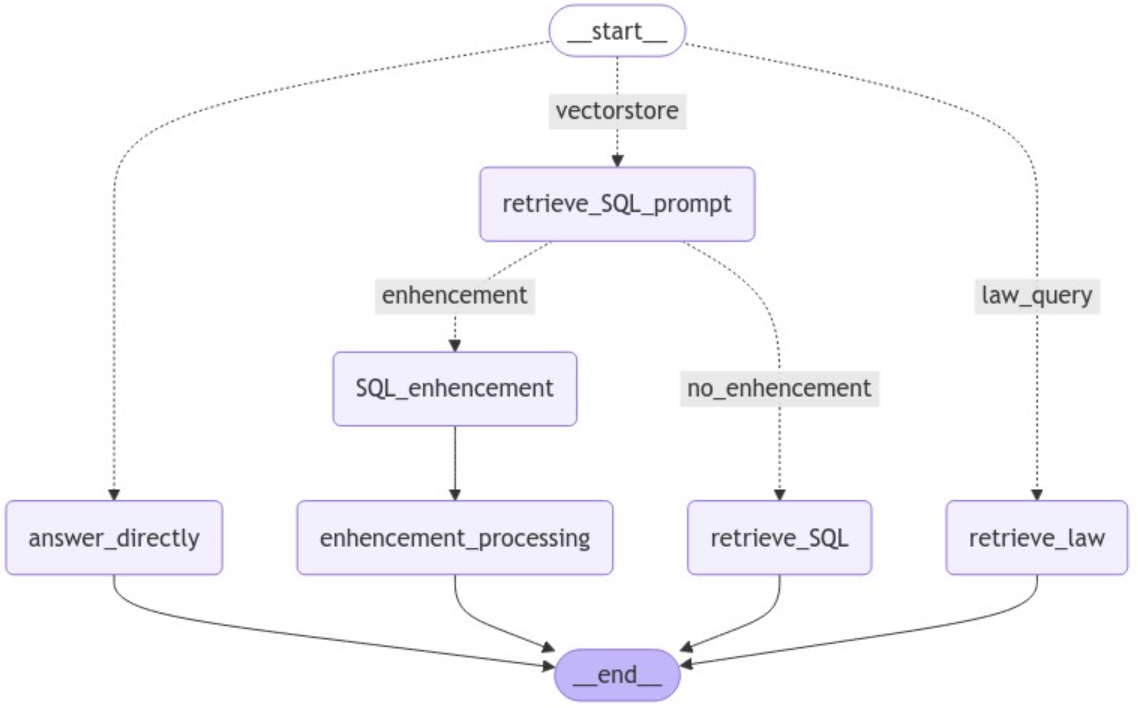 __start__
vectorstore
retrieve_SQL_prompt
enhencement
law_query
SQL_enhencement
no_enhencement
answer_directly
enhencement_processing
retrieve_SQL
retrieve_law
__end__